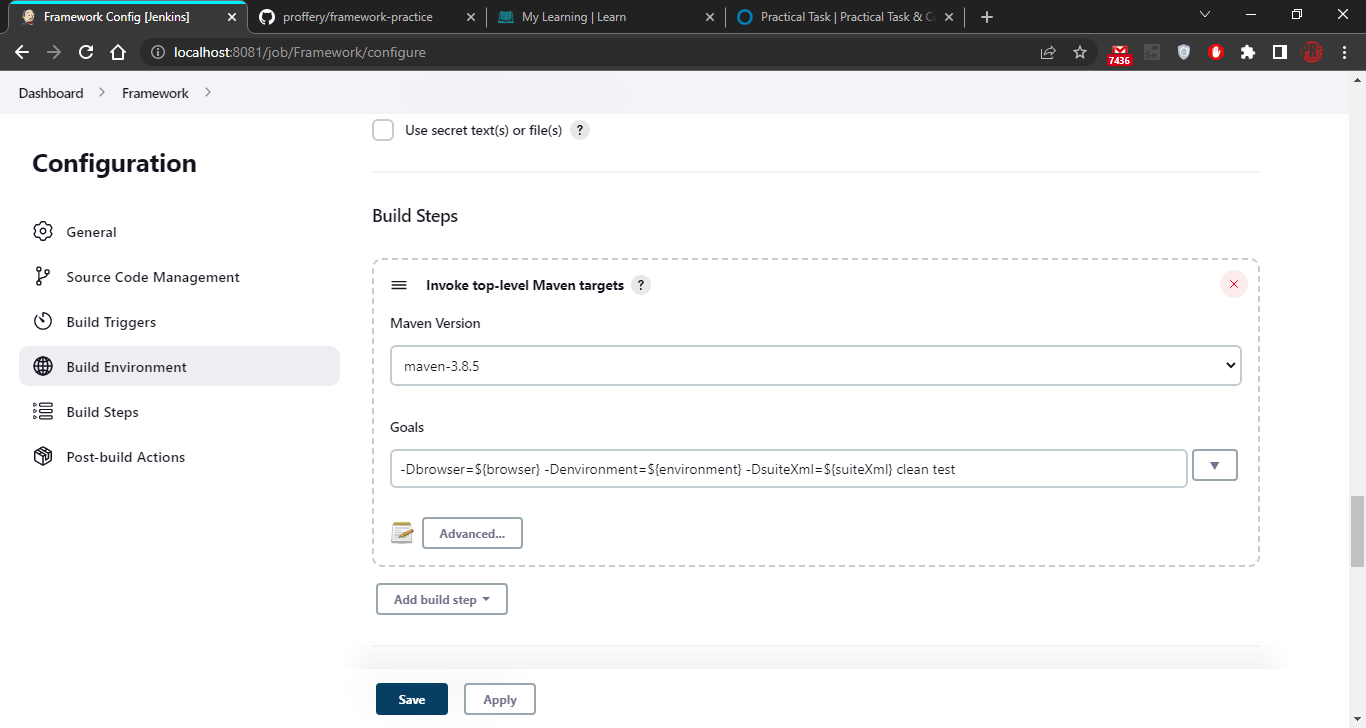 Framework Config [Jenkins]
proffery/framework-practice
My Learning | Learn
Practical Task | Practical Task & C
localhost:8081/job/Framework/configure
7436
Dashboard
Framework
Use secret text(s) or file(s) ?
Configuration
General
Source Code Management
Build Triggers
Build Environment
Build Steps
Post-build Actions
Build Steps
Invoke top-level Maven targets ?
Maven Version
maven-3.8.5
Goals
-Dbrowser=${browser} -Denvironment=${environment} -DsuiteXml=${suiteXml} clean test
Advanced...
Add build step
Save
Apply